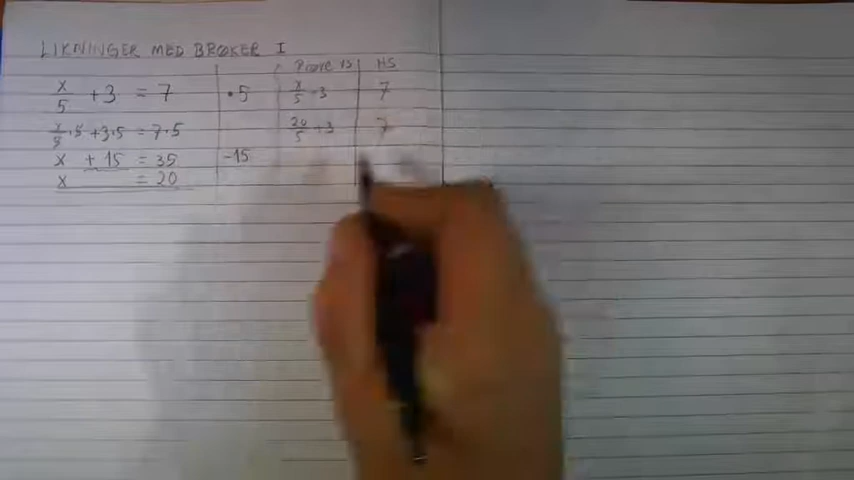 LIKNINGER MED BRØKER I
Prøve VS HS
x/5 + 3 = 7 | • 5 | x/5 + 3 | 7
x/5 · 5 + 3·5 = 7·5 | 20/5 + 3 | 7
x + 15 = 35 | -15
x = 20